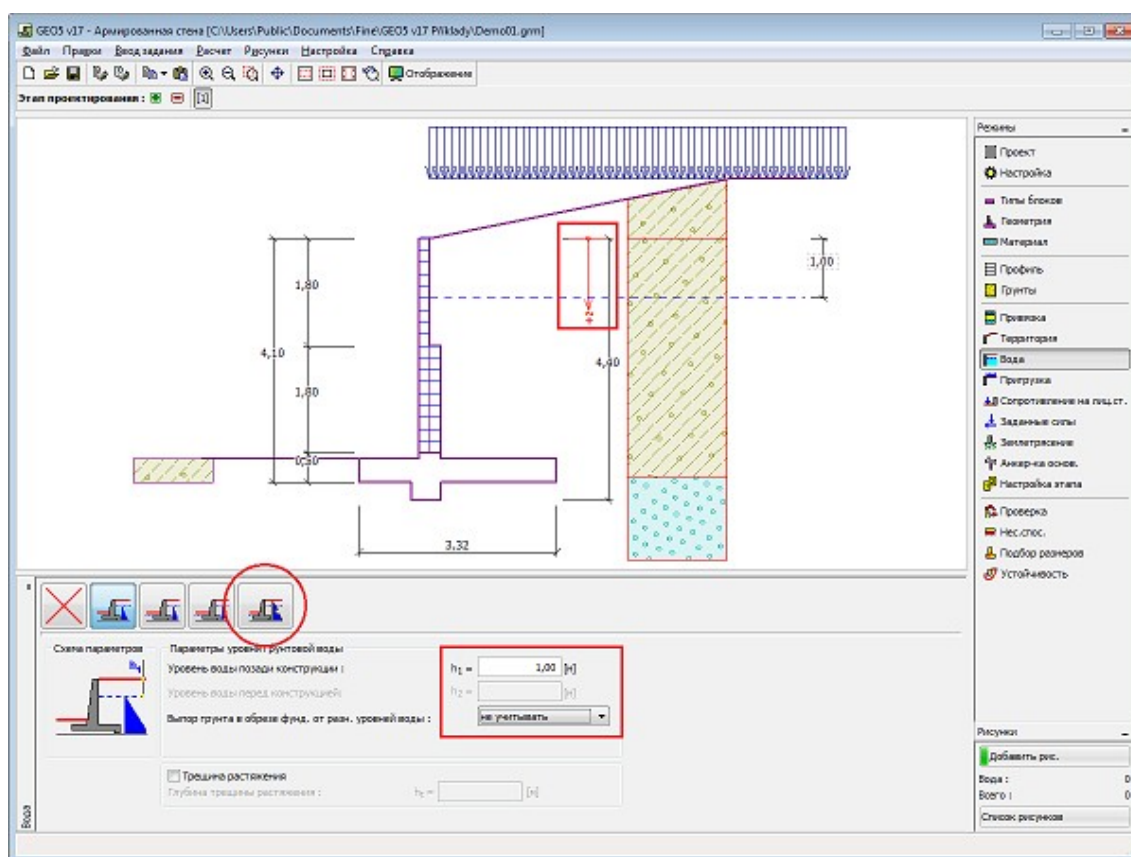 GEO5 v17 - Армированная стена [C:\Users\Public\Documents\Fine\GEO5 v17 Příklady\Demo01.grm]
Файл Правки Ввод задания Расчет Рисунки Настройка Справка
Отображение
Этап проектирования : [1]
1,80
4,10
1,80
0,50
3,32
+z
4,40
1,00
Режимы
Проект
Настройка
Типы блоков
Геометрия
Материал
Профиль
Грунты
Привязка
Территория
Вода
Пригрузка
Сопротивление на лиц.ст.
Заданные силы
Землетрясение
Анкер-ка основ.
Настройка этапа
Проверка
Нес.спос.
Подбор размеров
Устойчивость
Схема параметров
h1
Параметры уровня грунтовой воды
Уровень воды позади конструкции : h1 = 1,00 [м]
Уровень воды перед конструкцией: h2 = [м]
Выпор грунта в обрезе фунд. от разн. уровней воды : не учитывать
Трещина растяжения
Глубина трещины растяжения : ht = [м]
Вода
Рисунки
Добавить рис.
Вода : 0
Всего : 0
Список рисунков